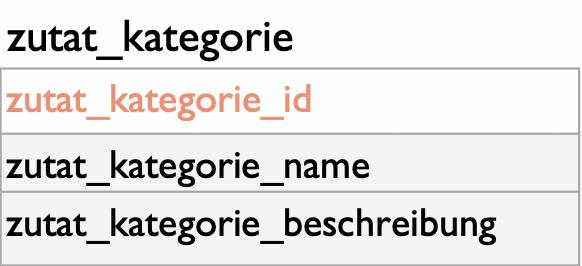 zutat_kategorie
zutat_kategorie_id
zutat_kategorie_name
zutat_kategorie_beschreibung